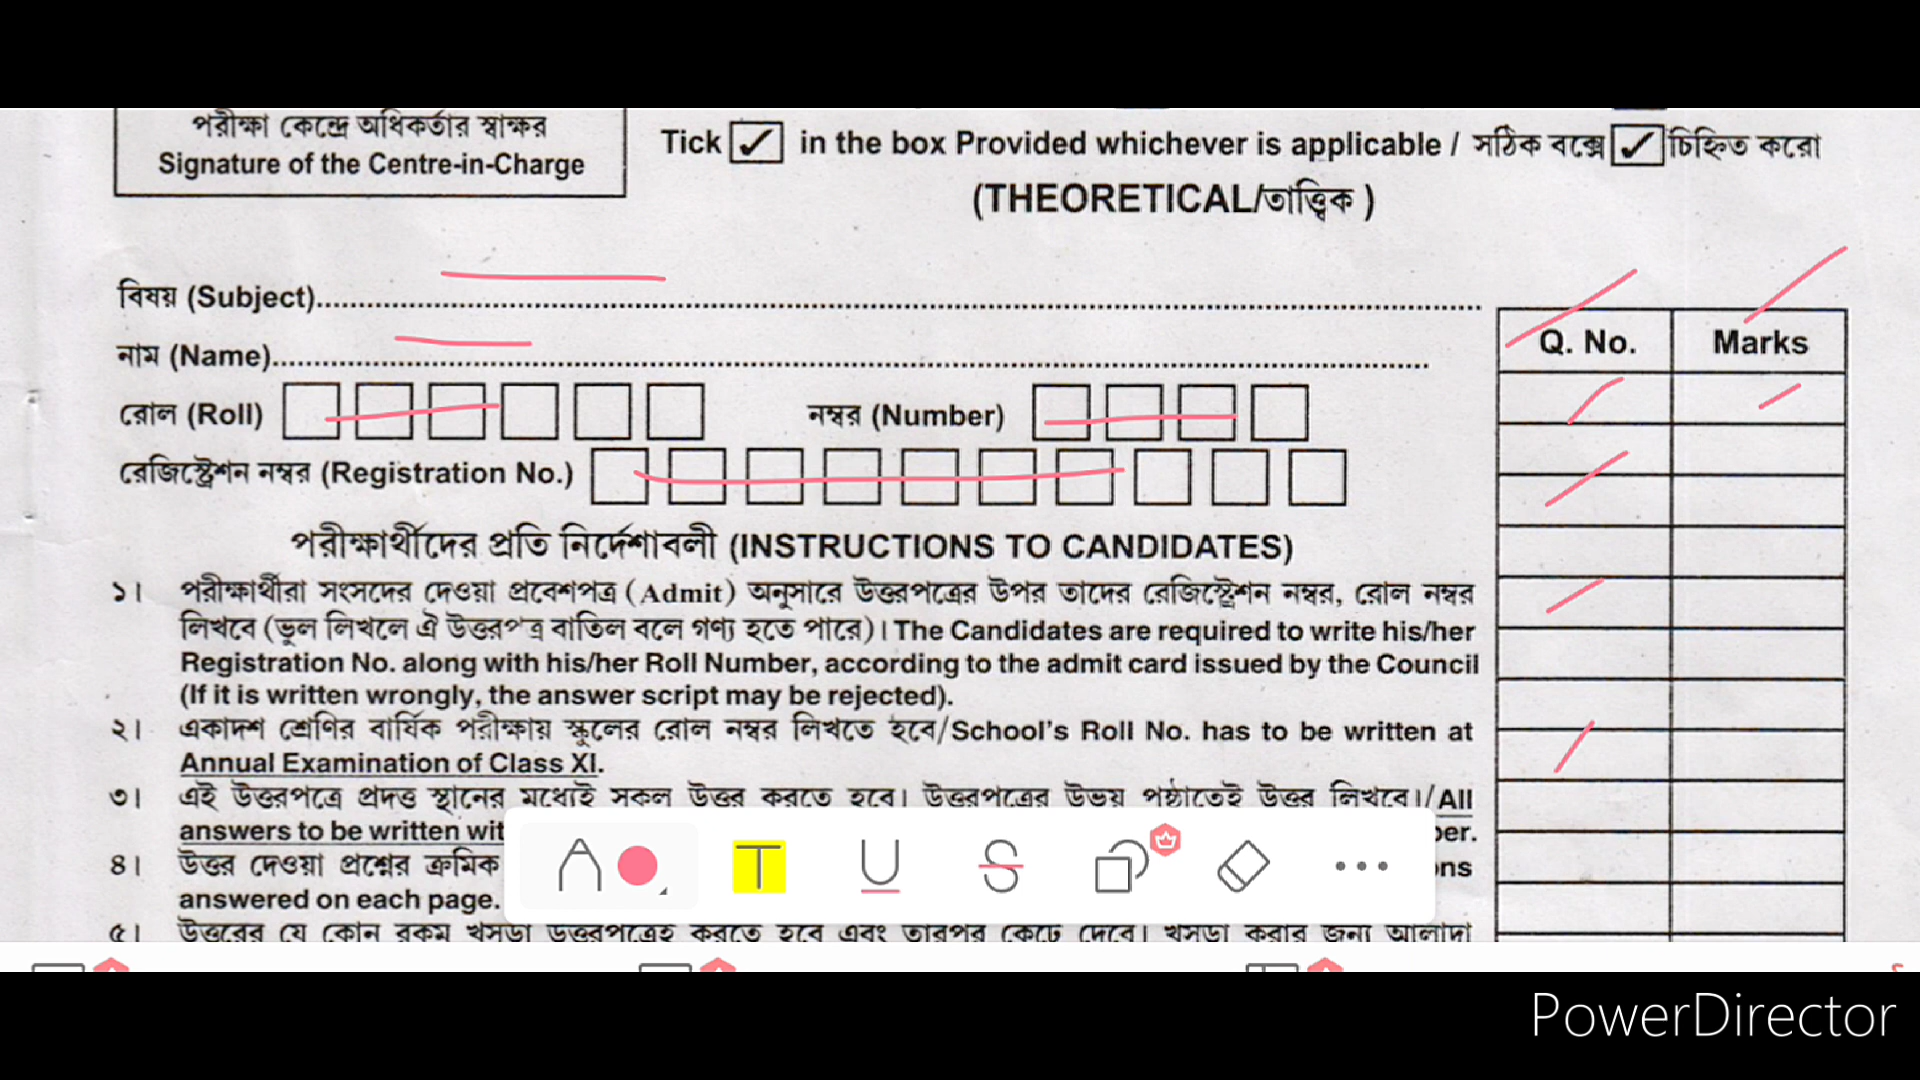 পরীক্ষা কেন্দ্রে অধিকর্তার স্বাক্ষর
Signature of the Centre-in-Charge
Tick ✓ in the box Provided whichever is applicable / সঠিক বক্সে ✓ চিহ্নিত করো
(THEORETICAL/তাত্ত্বিক )
বিষয় (Subject)
নাম (Name)
রোল (Roll) নম্বর (Number)
রেজিস্ট্রেশন নম্বর (Registration No.)
Q. No. Marks
পরীক্ষার্থীদের প্রতি নির্দেশাবলী (INSTRUCTIONS TO CANDIDATES)
১। পরীক্ষার্থীরা সংসদের দেওয়া প্রবেশপত্র (Admit) অনুসারে উত্তরপত্রের উপর তাদের রেজিস্ট্রেশন নম্বর, রোল নম্বর
লিখবে (ভুল লিখলে ঐ উত্তরপত্র বাতিল বলে গণ্য হতে পারে)। The Candidates are required to write his/her
Registration No. along with his/her Roll Number, according to the admit card issued by the Council
(If it is written wrongly, the answer script may be rejected).
২। একাদশ শ্রেণির বার্ষিক পরীক্ষায় স্কুলের রোল নম্বর লিখতে হবে/School's Roll No. has to be written at
Annual Examination of Class XI.
৩। এই উত্তরপত্রে প্রদত্ত স্থানের মধ্যেই সকল উত্তর করতে হবে। উত্তরপত্রের উভয় পৃষ্ঠাতেই উত্তর লিখবে।/All
answers to be written
৪। উত্তর দেওয়া প্রশ্নের ক্রমিক
answered on each page.
৫। উত্তরের যে কোন রকম খসড়া উত্তরপত্রেই করতে হবে এবং তারপর কেটে দেবে। খসড়া করার জন্য আলাদা
PowerDirector